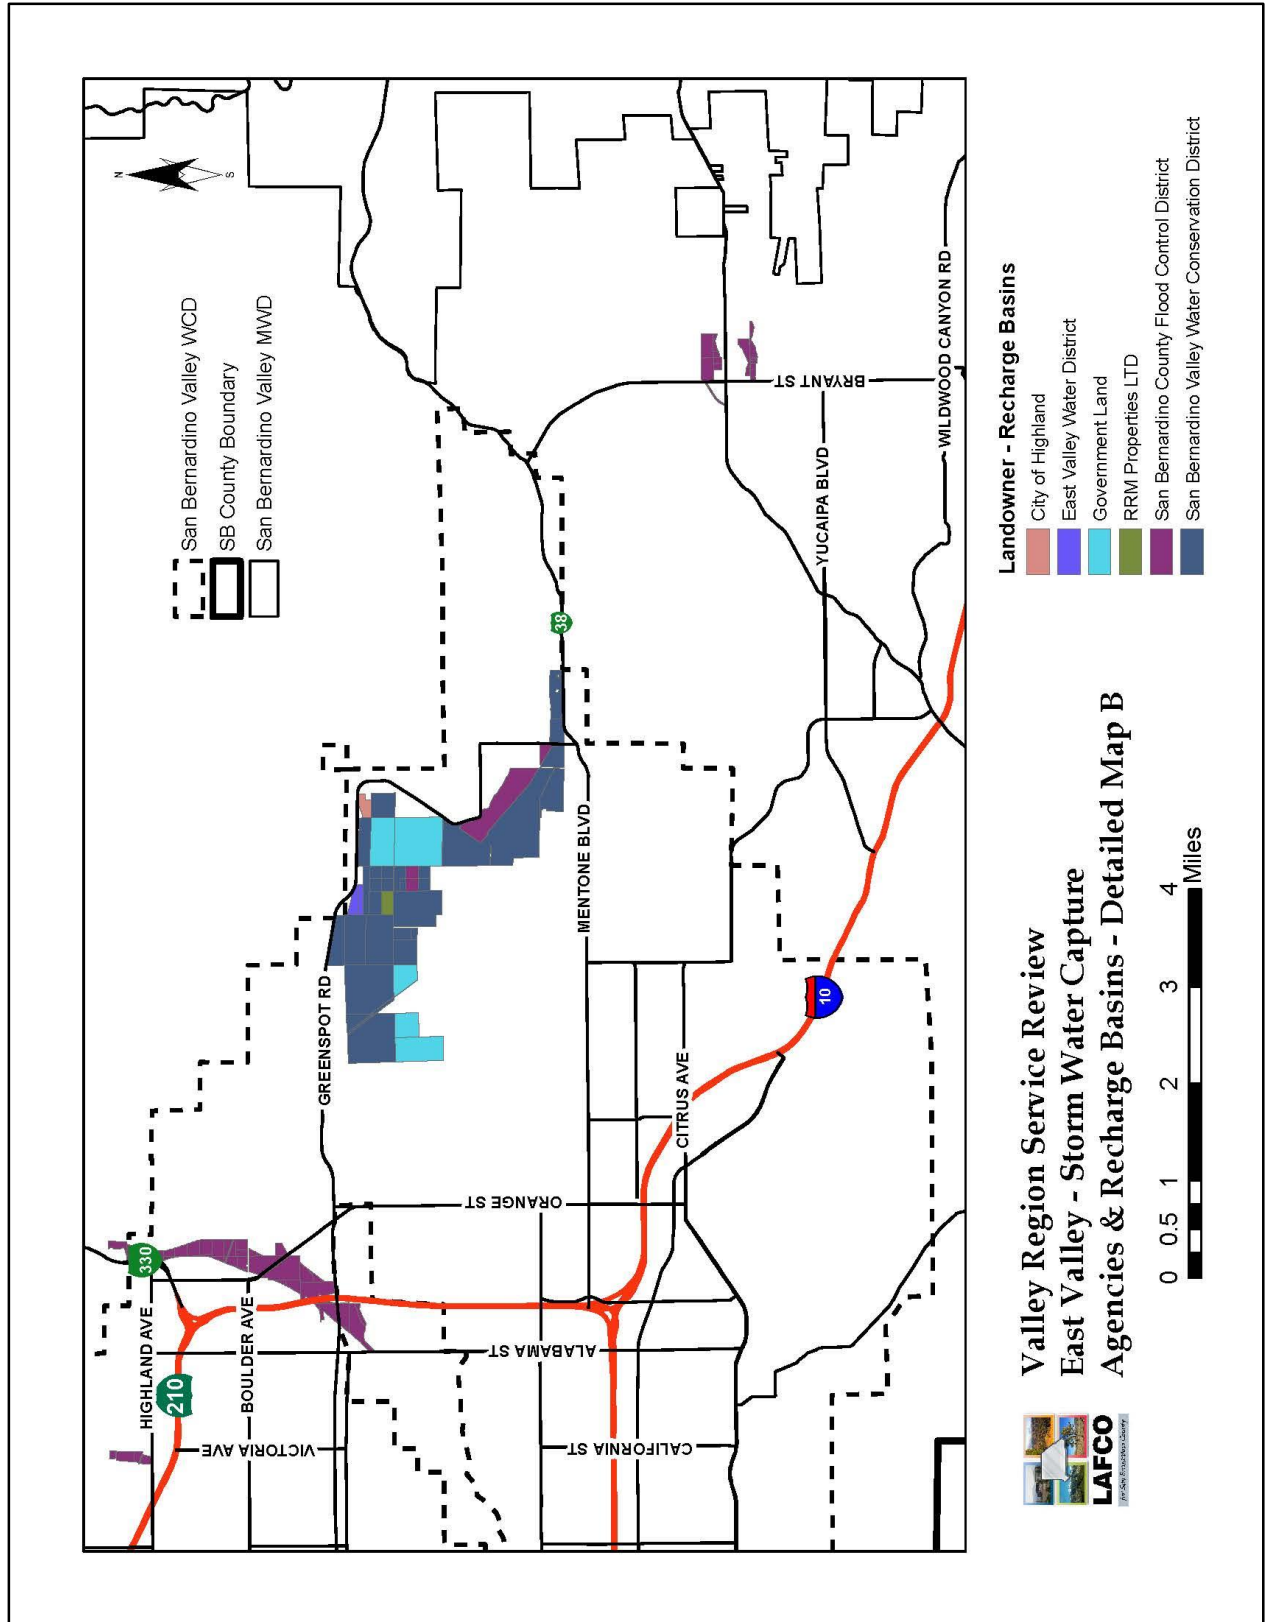 N
S
San Bernardino Valley WCD
SB County Boundary
San Bernardino Valley MWD
330
HIGHLAND AVE
210
BOULDER AVE
VICTORIA AVE
GREENSPOT RD
ORANGE ST
ALABAMA ST
CALIFORNIA ST
MENTONE BLVD
38
CITRUS AVE
10
BRYANT ST
YUCAIPA BLVD
WILDWOOD CANYON RD
LAFCO
for San Bernardino County
Valley Region Service Review
East Valley - Storm Water Capture
Agencies & Recharge Basins - Detailed Map B
0 0.5 1 2 3 4
Miles
Landowner - Recharge Basins
City of Highland
East Valley Water District
Government Land
RRM Properties LTD
San Bernardino County Flood Control District
San Bernardino Valley Water Conservation District